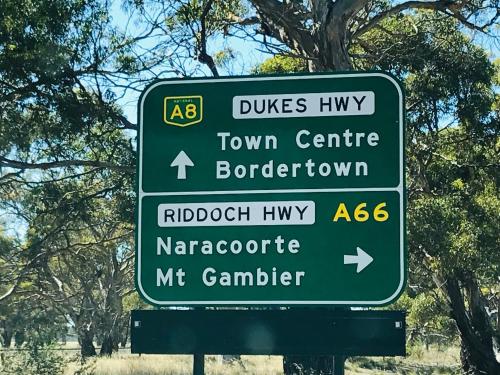 NATIONAL
A8
DUKES HWY
Town Centre
Bordertown
RIDDOCH HWY A66
Naracoorte
Mt Gambier